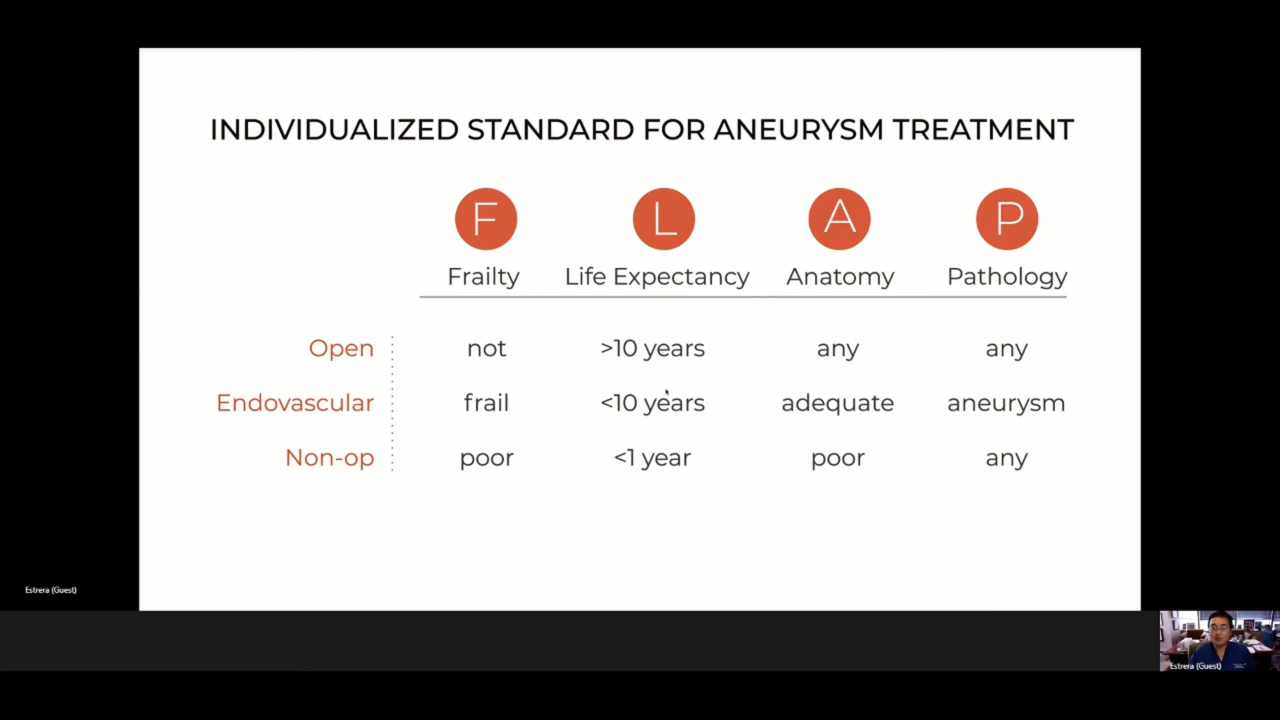 INDIVIDUALIZED STANDARD FOR ANEURYSM TREATMENT
F L A P
Frailty Life Expectancy Anatomy Pathology
Open not >10 years any any
Endovascular frail <10 years adequate aneurysm
Non-op poor <1 year poor any
Estrera (Guest)
Estrera (Guest)